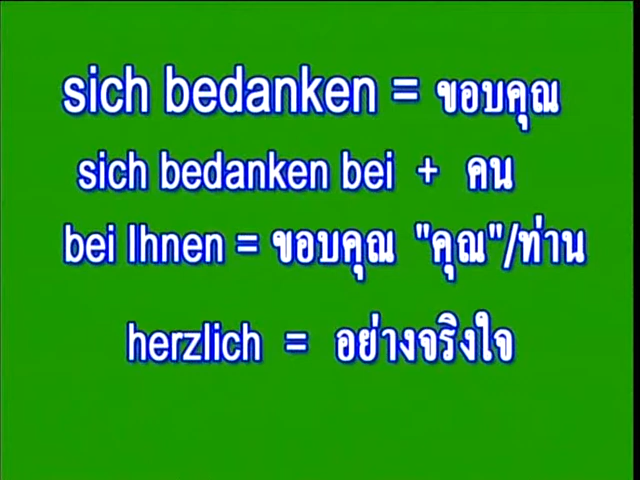 sich bedanken = ขอบคุณ
sich bedanken bei + คน
bei Ihnen = ขอบคุณ "คุณ"/ท่าน
herzlich = อย่างจริงใจ